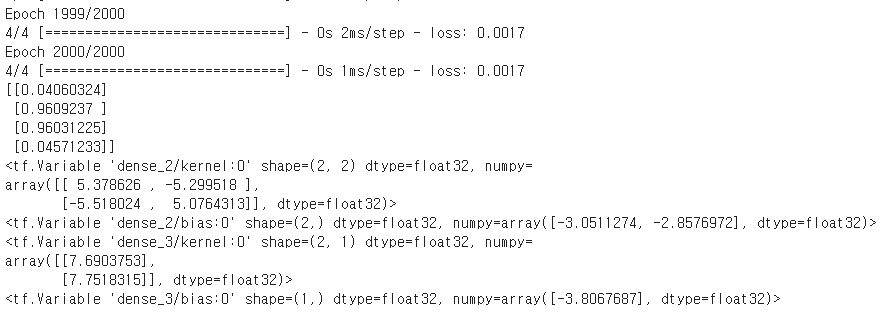 Epoch 1999/2000
4/4 [==============================] - 0s 2ms/step - loss: 0.0017
Epoch 2000/2000
4/4 [==============================] - 0s 1ms/step - loss: 0.0017
[[0.04060324]
 [0.9609237 ]
 [0.96031225]
 [0.04571233]]
<tf.Variable 'dense_2/kernel:0' shape=(2, 2) dtype=float32, numpy=
array([[ 5.378626 , -5.299518 ],
       [-5.518024 ,  5.0764313]], dtype=float32)>
<tf.Variable 'dense_2/bias:0' shape=(2,) dtype=float32, numpy=array([-3.0511274, -2.8576972], dtype=float32)>
<tf.Variable 'dense_3/kernel:0' shape=(2, 1) dtype=float32, numpy=
array([[7.6903753],
       [7.7518315]], dtype=float32)>
<tf.Variable 'dense_3/bias:0' shape=(1,) dtype=float32, numpy=array([-3.8067687], dtype=float32)>